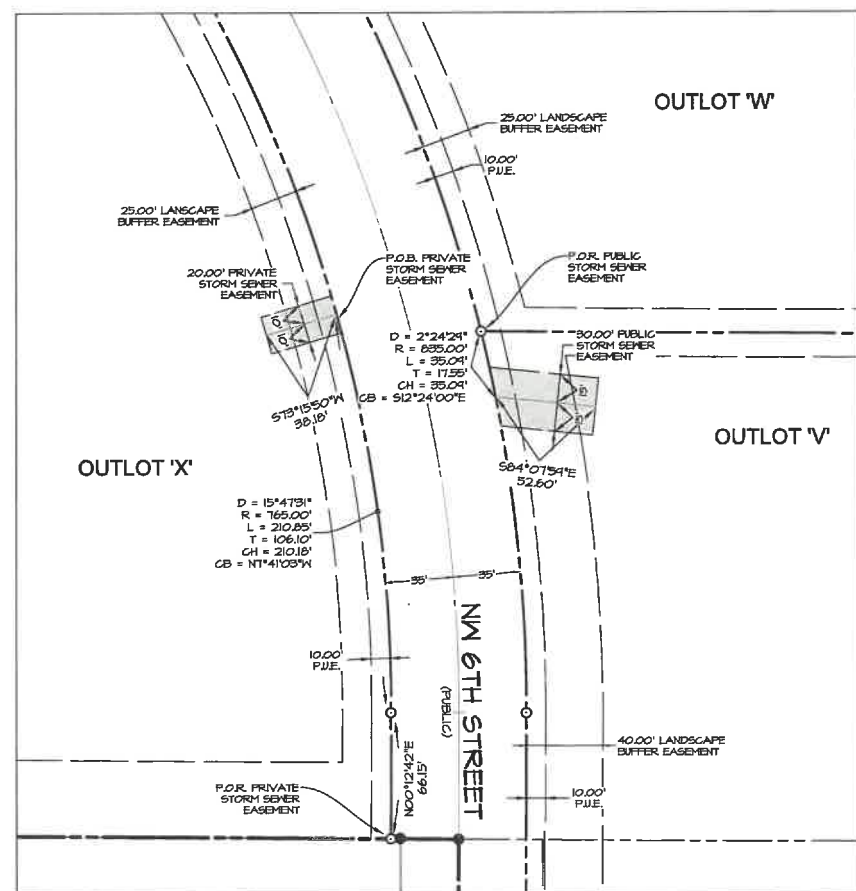 OUTLOT 'W'
25.00' LANDSCAPE
BUFFER EASEMENT
10.00'
P.U.E.
25.00' LANSCAPE
BUFFER EASEMENT
20.00' PRIVATE
STORM SEWER
EASEMENT
P.O.B. PRIVATE
STORM SEWER
EASEMENT
P.O.R. PUBLIC
STORM SEWER
EASEMENT
10'
10'
D = 2°24'29"
R = 835.00'
L = 35.09'
T = 17.55'
CH = 35.09'
CB = S12°24'00"E
30.00' PUBLIC
STORM SEWER
EASEMENT
15'
15'
S73°15'50"W
38.18'
S84°07'59"E
52.60'
OUTLOT 'V'
OUTLOT 'X'
D = 15°47'31"
R = 765.00'
L = 210.85'
T = 106.10'
CH = 210.18'
CB = N7°41'03"W
35'
35'
NW 6TH STREET
(PUBLIC)
10.00'
P.U.E.
N00°12'42"E
66.15'
40.00' LANDSCAPE
BUFFER EASEMENT
P.O.R. PRIVATE
STORM SEWER
EASEMENT
10.00'
P.U.E.